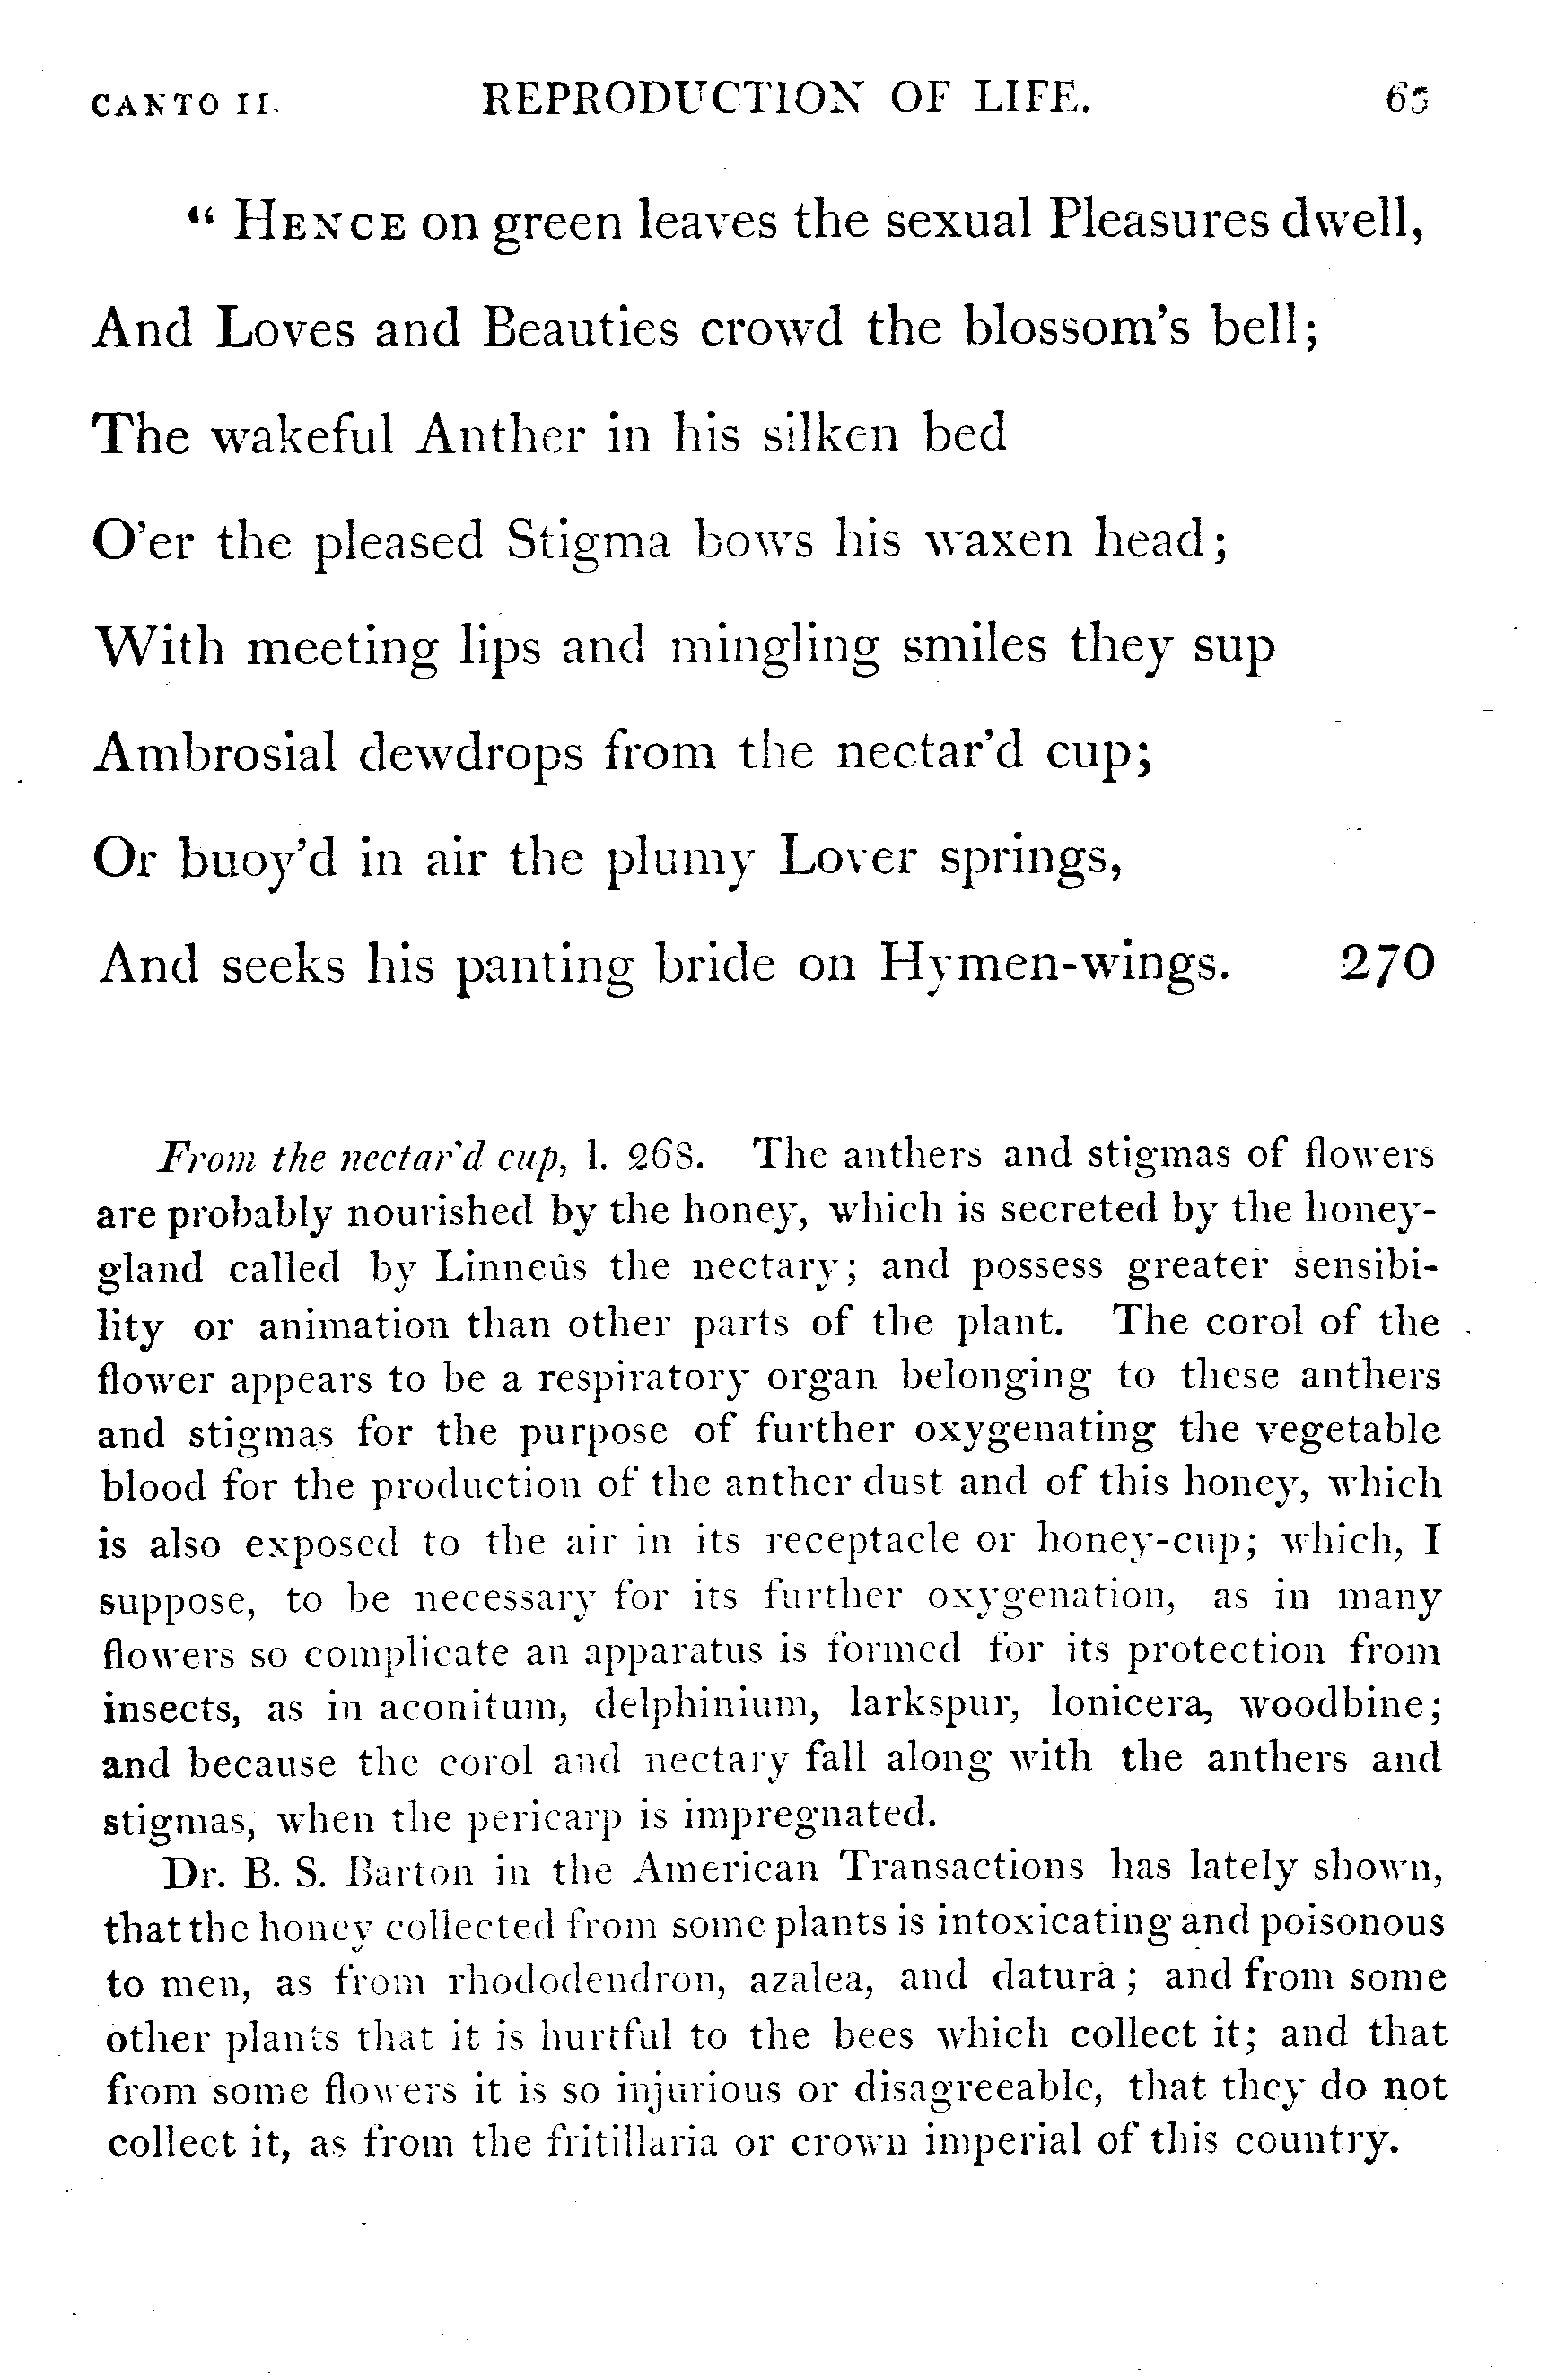 CANTO II. REPRODUCTION OF LIFE. 65
“ HENCE on green leaves the sexual Pleasures dwell,
And Loves and Beauties crowd the blossom's bell;
The wakeful Anther in his silken bed
O'er the pleased Stigma bows his waxen head;
With meeting lips and mingling smiles they sup
Ambrosial dewdrops from the nectar'd cup;
Or buoy'd in air the plumy Lover springs,
And seeks his panting bride on Hymen-wings. 270
From the nectar'd cup, l. 268. The anthers and stigmas of flowers
are probably nourished by the honey, which is secreted by the honey-
gland called by Linneus the nectary; and possess greater sensibi-
lity or animation than other parts of the plant. The corol of the
flower appears to be a respiratory organ belonging to these anthers
and stigmas for the purpose of further oxygenating the vegetable
blood for the production of the anther dust and of this honey, which
is also exposed to the air in its receptacle or honey-cup; which, I
suppose, to be necessary for its further oxygenation, as in many
flowers so complicate an apparatus is formed for its protection from
insects, as in aconitum, delphinium, larkspur, lonicera, woodbine;
and because the corol and nectary fall along with the anthers and
stigmas, when the pericarp is impregnated.
Dr. B. S. Barton in the American Transactions has lately shown,
that the honey collected from some plants is intoxicating and poisonous
to men, as from rhododendron, azalea, and datura; and from some
other plants that it is hurtful to the bees which collect it; and that
from some flowers it is so injurious or disagreeable, that they do not
collect it, as from the fritillaria or crown imperial of this country.